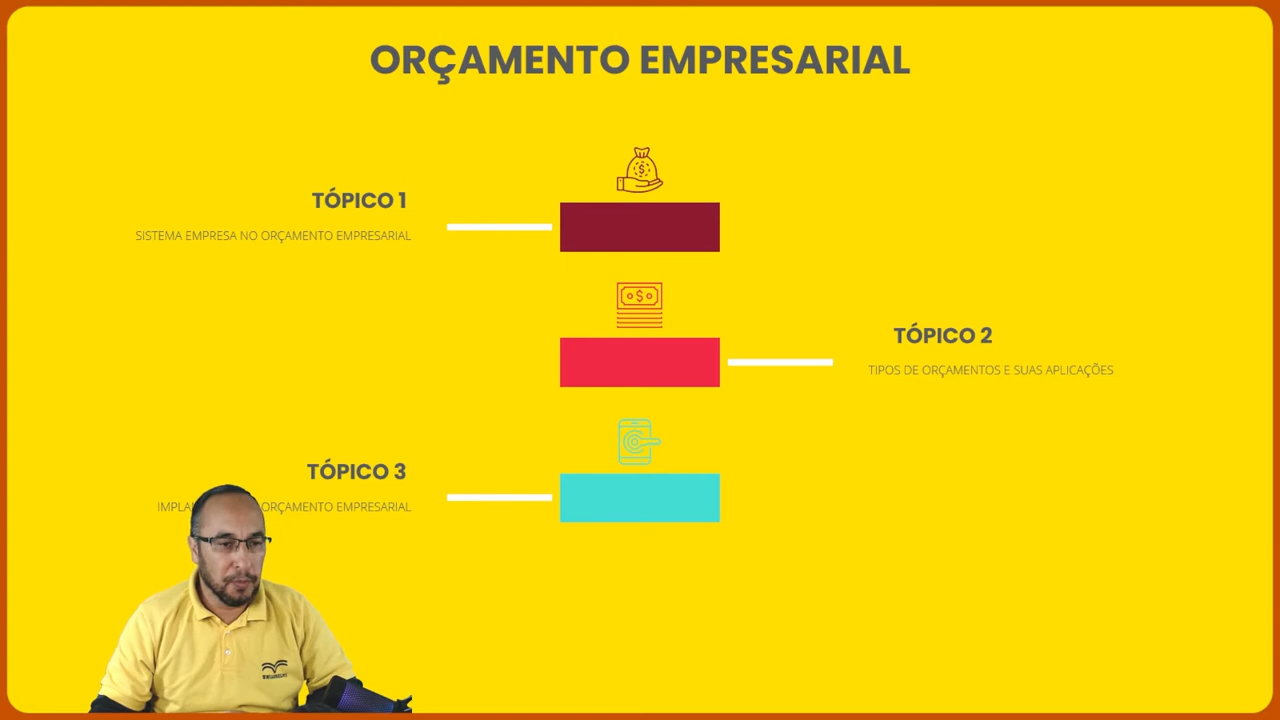 ORÇAMENTO EMPRESARIAL
TÓPICO 1
SISTEMA EMPRESA NO ORÇAMENTO EMPRESARIAL
TÓPICO 2
TIPOS DE ORÇAMENTOS E SUAS APLICAÇÕES
TÓPICO 3
ORÇAMENTO EMPRESARIAL